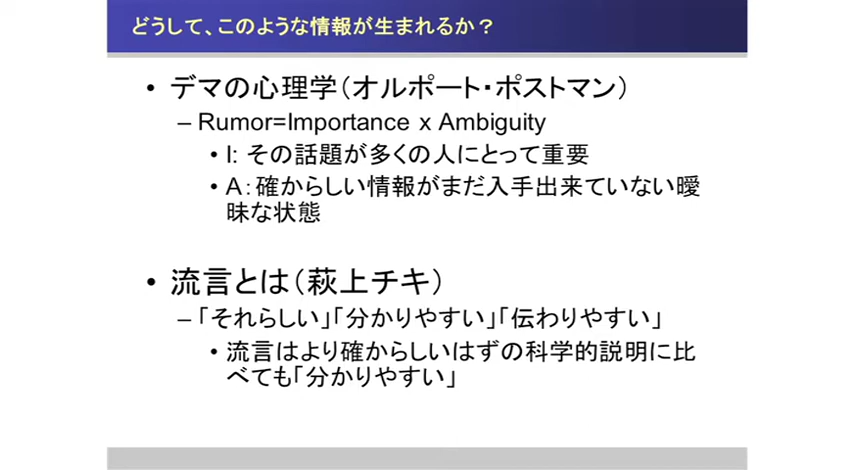 どうして、このような情報が生まれるか？
• デマの心理学（オルポート・ポストマン）
– Rumor=Importance x Ambiguity
• I: その話題が多くの人にとって重要
• A：確からしい情報がまだ入手出来ていない曖
昧な状態
• 流言とは（萩上チキ）
– 「それらしい」「分かりやすい」「伝わりやすい」
• 流言はより確からしいはずの科学的説明に比
べても「分かりやすい」